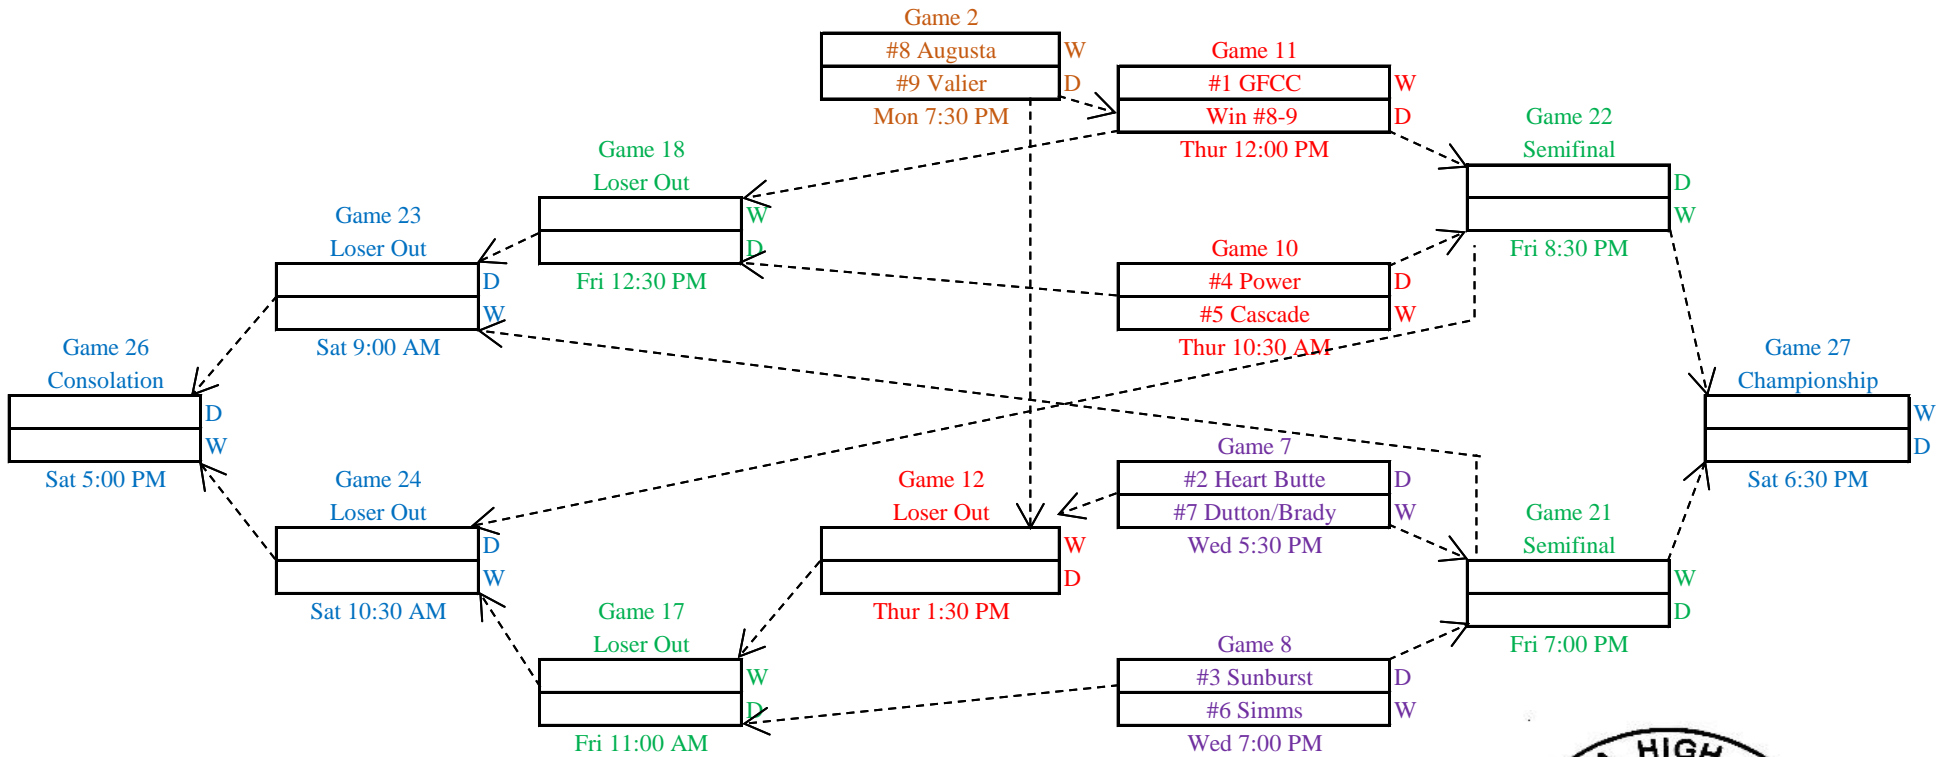 Game 2
#8 Augusta W
#9 Valier D
Mon 7:30 PM
Game 11
#1 GFCC W
Win #8-9 D
Thur 12:00 PM
Game 22
Semifinal
D
W
Fri 8:30 PM
Game 18
Loser Out
W
D
Fri 12:30 PM
Game 23
Loser Out
D
W
Sat 9:00 AM
Game 10
#4 Power D
#5 Cascade W
Thur 10:30 AM
Game 26
Consolation
D
W
Sat 5:00 PM
Game 27
Championship
W
D
Sat 6:30 PM
Game 24
Loser Out
D
W
Sat 10:30 AM
Game 12
Loser Out
W
D
Thur 1:30 PM
Game 7
#2 Heart Butte D
#7 Dutton/Brady W
Wed 5:30 PM
Game 21
Semifinal
W
D
Fri 7:00 PM
Game 17
Loser Out
W
D
Fri 11:00 AM
Game 8
#3 Sunburst D
#6 Simms W
Wed 7:00 PM
HIGH